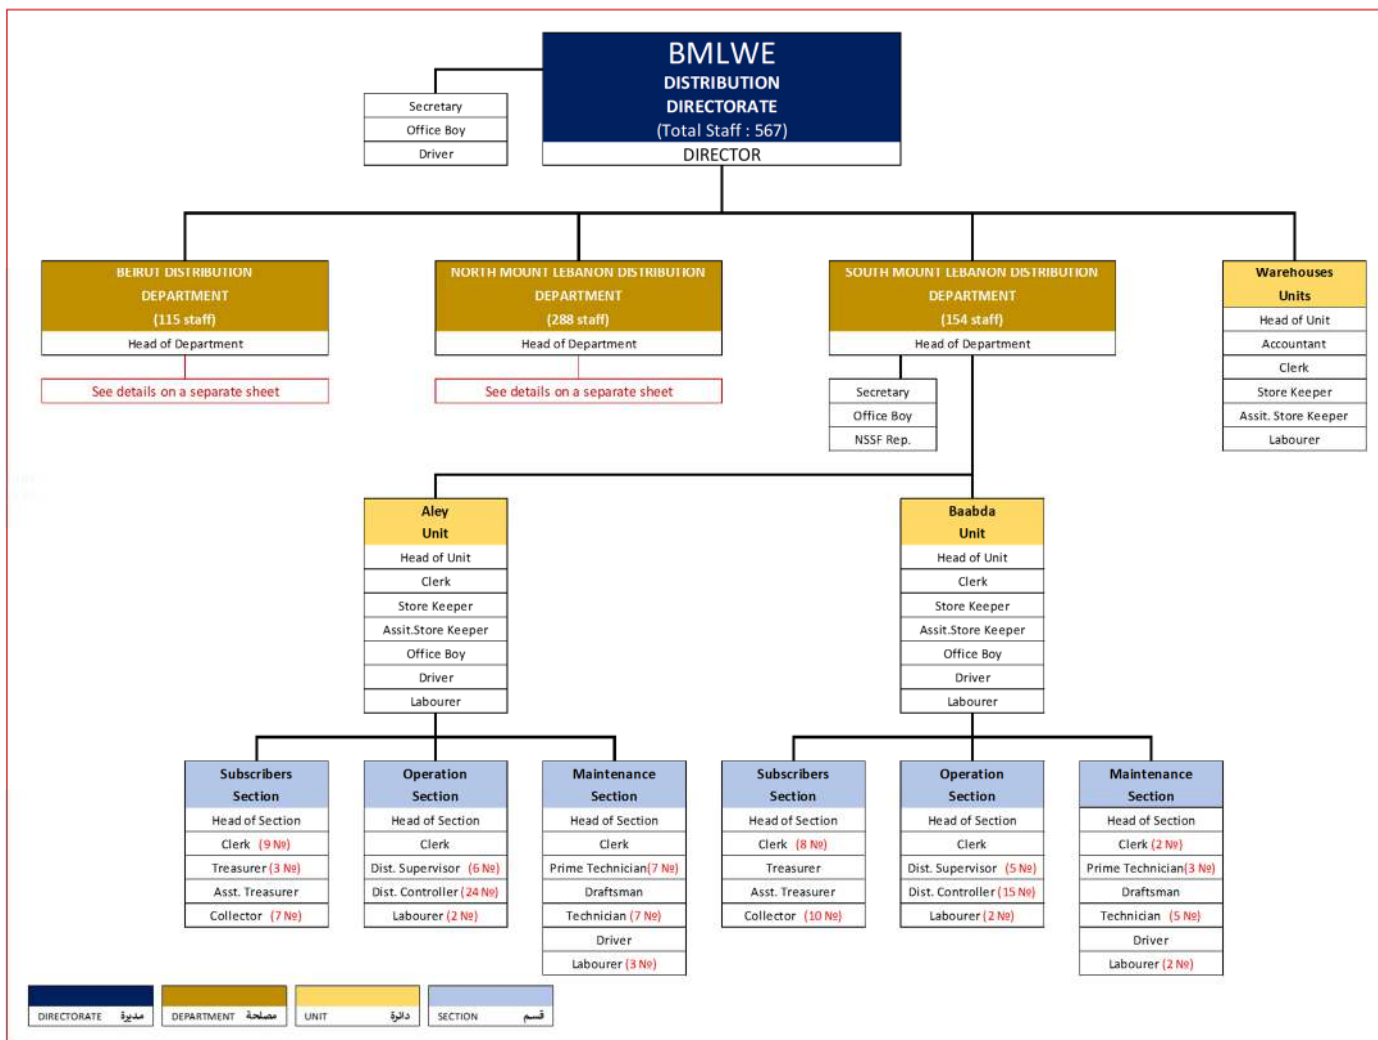 BMLWE
DISTRIBUTION
DIRECTORATE
(Total Staff : 567)
DIRECTOR
Secretary
Office Boy
Driver
BEIRUT DISTRIBUTION
DEPARTMENT
(115 staff)
Head of Department
See details on a separate sheet
NORTH MOUNT LEBANON DISTRIBUTION
DEPARTMENT
(288 staff)
Head of Department
See details on a separate sheet
SOUTH MOUNT LEBANON DISTRIBUTION
DEPARTMENT
(154 staff)
Head of Department
Secretary
Office Boy
NSSF Rep.
Warehouses
Units
Head of Unit
Accountant
Clerk
Store Keeper
Assit. Store Keeper
Labourer
Aley
Unit
Head of Unit
Clerk
Store Keeper
Assit.Store Keeper
Office Boy
Driver
Labourer
Baabda
Unit
Head of Unit
Clerk
Store Keeper
Assit.Store Keeper
Office Boy
Driver
Labourer
Subscribers
Section
Head of Section
Clerk (9 №)
Treasurer (3 №)
Asst. Treasurer
Collector (7 №)
Operation
Section
Head of Section
Clerk
Dist. Supervisor (6 №)
Dist. Controller (24 №)
Labourer (2 №)
Maintenance
Section
Head of Section
Clerk
Prime Technician(7 №)
Draftsman
Technician (7 №)
Driver
Labourer (3 №)
Subscribers
Section
Head of Section
Clerk (8 №)
Treasurer
Asst. Treasurer
Collector (10 №)
Operation
Section
Head of Section
Clerk
Dist. Supervisor (5 №)
Dist. Controller (15 №)
Labourer (2 №)
Maintenance
Section
Head of Section
Clerk (2 №)
Prime Technician(3 №)
Draftsman
Technician (5 №)
Driver
Labourer (2 №)
DIRECTORATE مديرة
DEPARTMENT مصلحة
UNIT دائرة
SECTION قسم